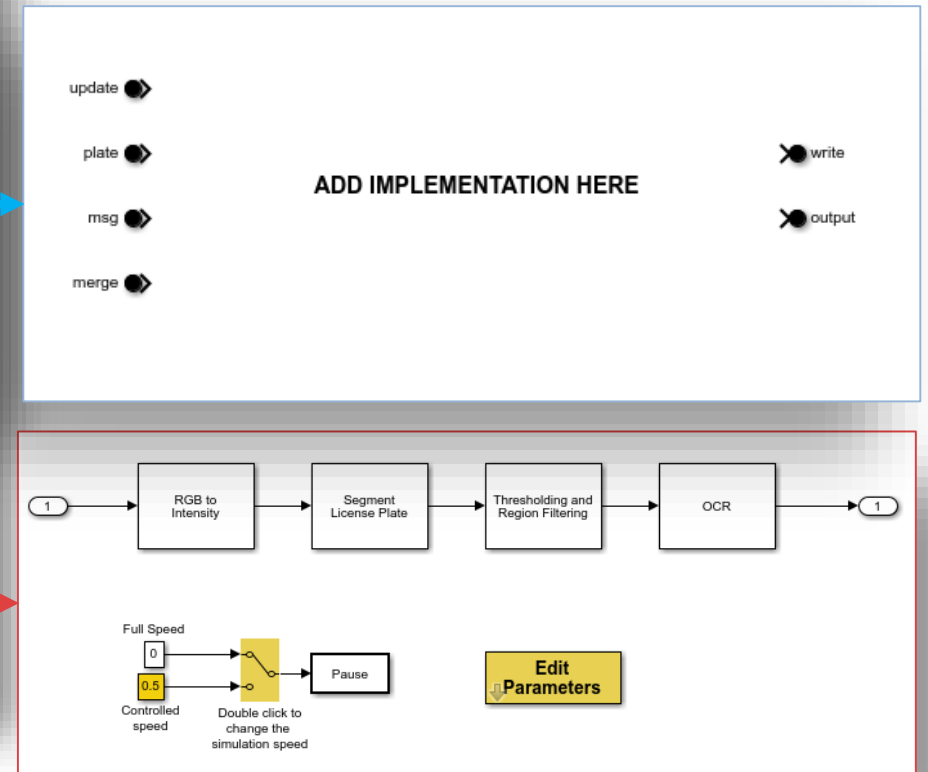 update
plate
write
ADD IMPLEMENTATION HERE
msg
output
merge
1
RGB to
Intensity
Segment
License Plate
Thresholding and
Region Filtering
OCR
1
Full Speed
0
0.5
Controlled
speed
Double click to
change the
simulation speed
Pause
Edit
Parameters